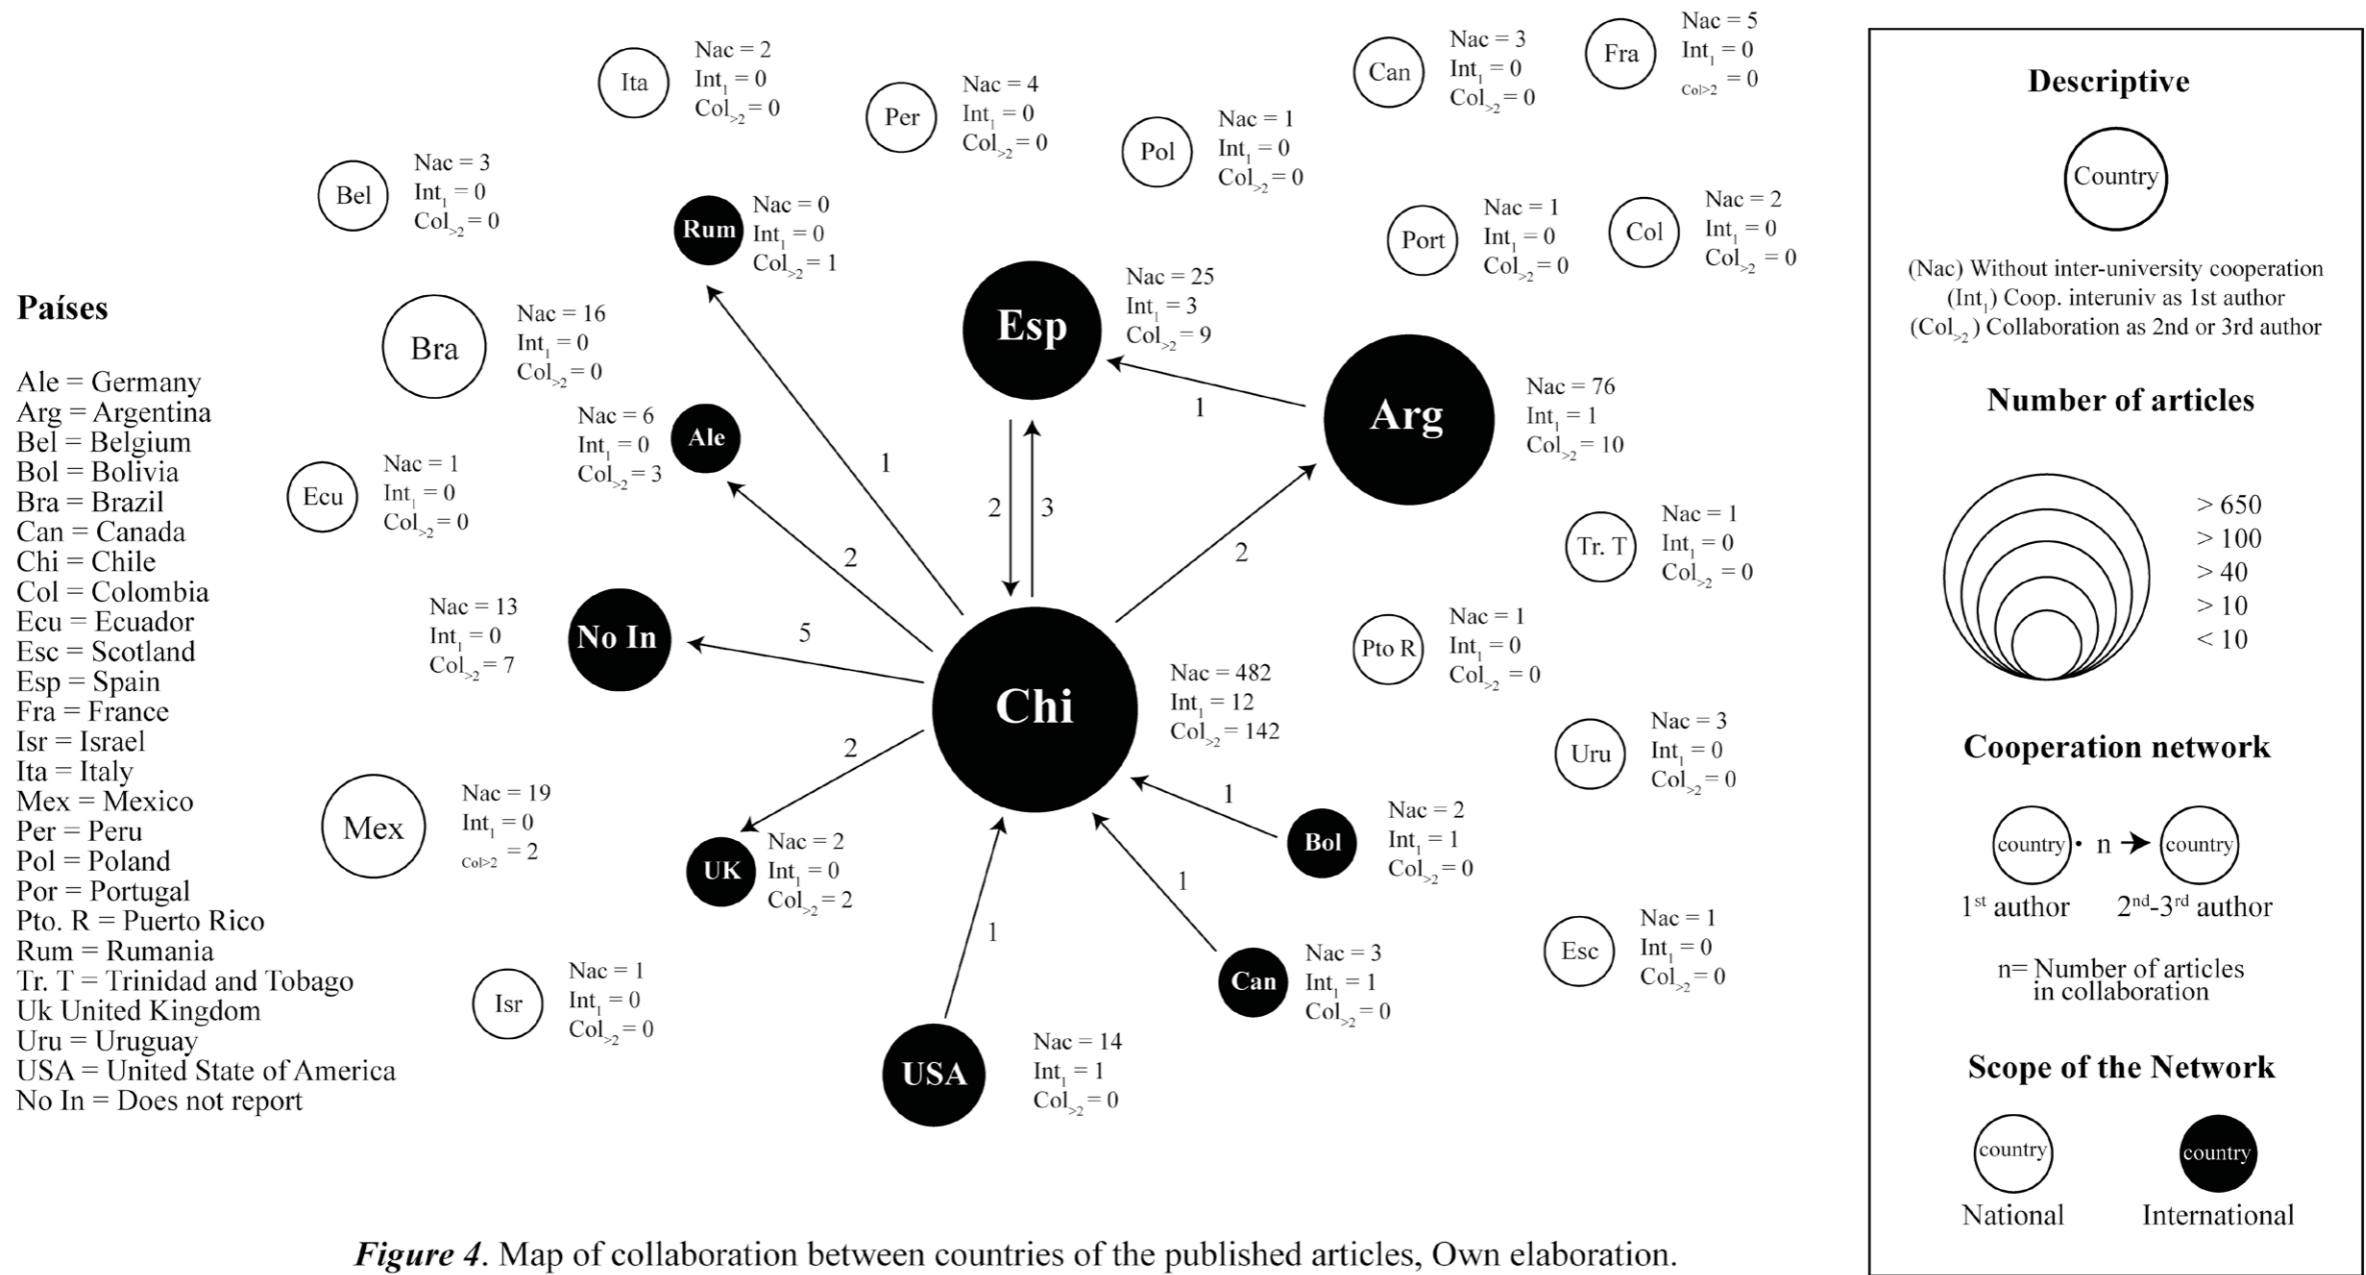 Países
Ale = Germany
Arg = Argentina
Bel = Belgium
Bol = Bolivia
Bra = Brazil
Can = Canada
Chi = Chile
Col = Colombia
Ecu = Ecuador
Esc = Scotland
Esp = Spain
Fra = France
Isr = Israel
Ita = Italy
Mex = Mexico
Per = Peru
Pol = Poland
Por = Portugal
Pto. R = Puerto Rico
Rum = Rumania
Tr. T = Trinidad and Tobago
Uk United Kingdom
Uru = Uruguay
USA = United State of America
No In = Does not report
Ita
Nac = 2
Int₁ = 0
Col>2 = 0
Per
Nac = 4
Int₁ = 0
Col>2 = 0
Pol
Nac = 1
Int₁ = 0
Col>2 = 0
Can
Nac = 3
Int₁ = 0
Col>2 = 0
Fra
Nac = 5
Int₁ = 0
Col>2 = 0
Bel
Nac = 3
Int₁ = 0
Col>2 = 0
Rum
Nac = 0
Int₁ = 0
Col>2 = 1
Port
Nac = 1
Int₁ = 0
Col>2 = 0
Col
Nac = 2
Int₁ = 0
Col>2 = 0
Bra
Nac = 16
Int₁ = 0
Col>2 = 0
Esp
Nac = 25
Int₁ = 3
Col>2 = 9
Arg
Nac = 76
Int₁ = 1
Col>2 = 10
Ale
Nac = 6
Int₁ = 0
Col>2 = 3
Ecu
Nac = 1
Int₁ = 0
Col>2 = 0
1
1
2
3
2
2
Tr. T
Nac = 1
Int₁ = 0
Col>2 = 0
No In
Nac = 13
Int₁ = 0
Col>2 = 7
5
Chi
Nac = 482
Int₁ = 12
Col>2 = 142
Pto R
Nac = 1
Int₁ = 0
Col>2 = 0
Uru
Nac = 3
Int₁ = 0
Col>2 = 0
2
1
1
1
Mex
Nac = 19
Int₁ = 0
Col>2 = 2
UK
Nac = 2
Int₁ = 0
Col>2 = 2
Bol
Nac = 2
Int₁ = 1
Col>2 = 0
Can
Nac = 3
Int₁ = 1
Col>2 = 0
Esc
Nac = 1
Int₁ = 0
Col>2 = 0
Isr
Nac = 1
Int₁ = 0
Col>2 = 0
USA
Nac = 14
Int₁ = 1
Col>2 = 0
Descriptive
Country
(Nac) Without inter-university cooperation
(Int₁) Coop. interuniv as 1st author
(Col>2) Collaboration as 2nd or 3rd author
Number of articles
> 650
> 100
> 40
> 10
< 10
Cooperation network
country · n → country
1st author 2nd-3rd author
n= Number of articles
in collaboration
Scope of the Network
country country
National International
Figure 4. Map of collaboration between countries of the published articles, Own elaboration.